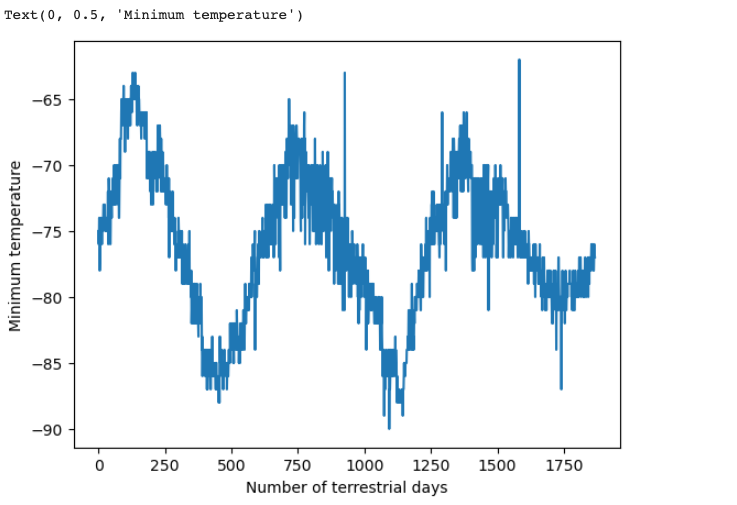 Text(0, 0.5, 'Minimum temperature')
−65
−70
−75
−80
−85
−90
Minimum temperature
0 250 500 750 1000 1250 1500 1750
Number of terrestrial days